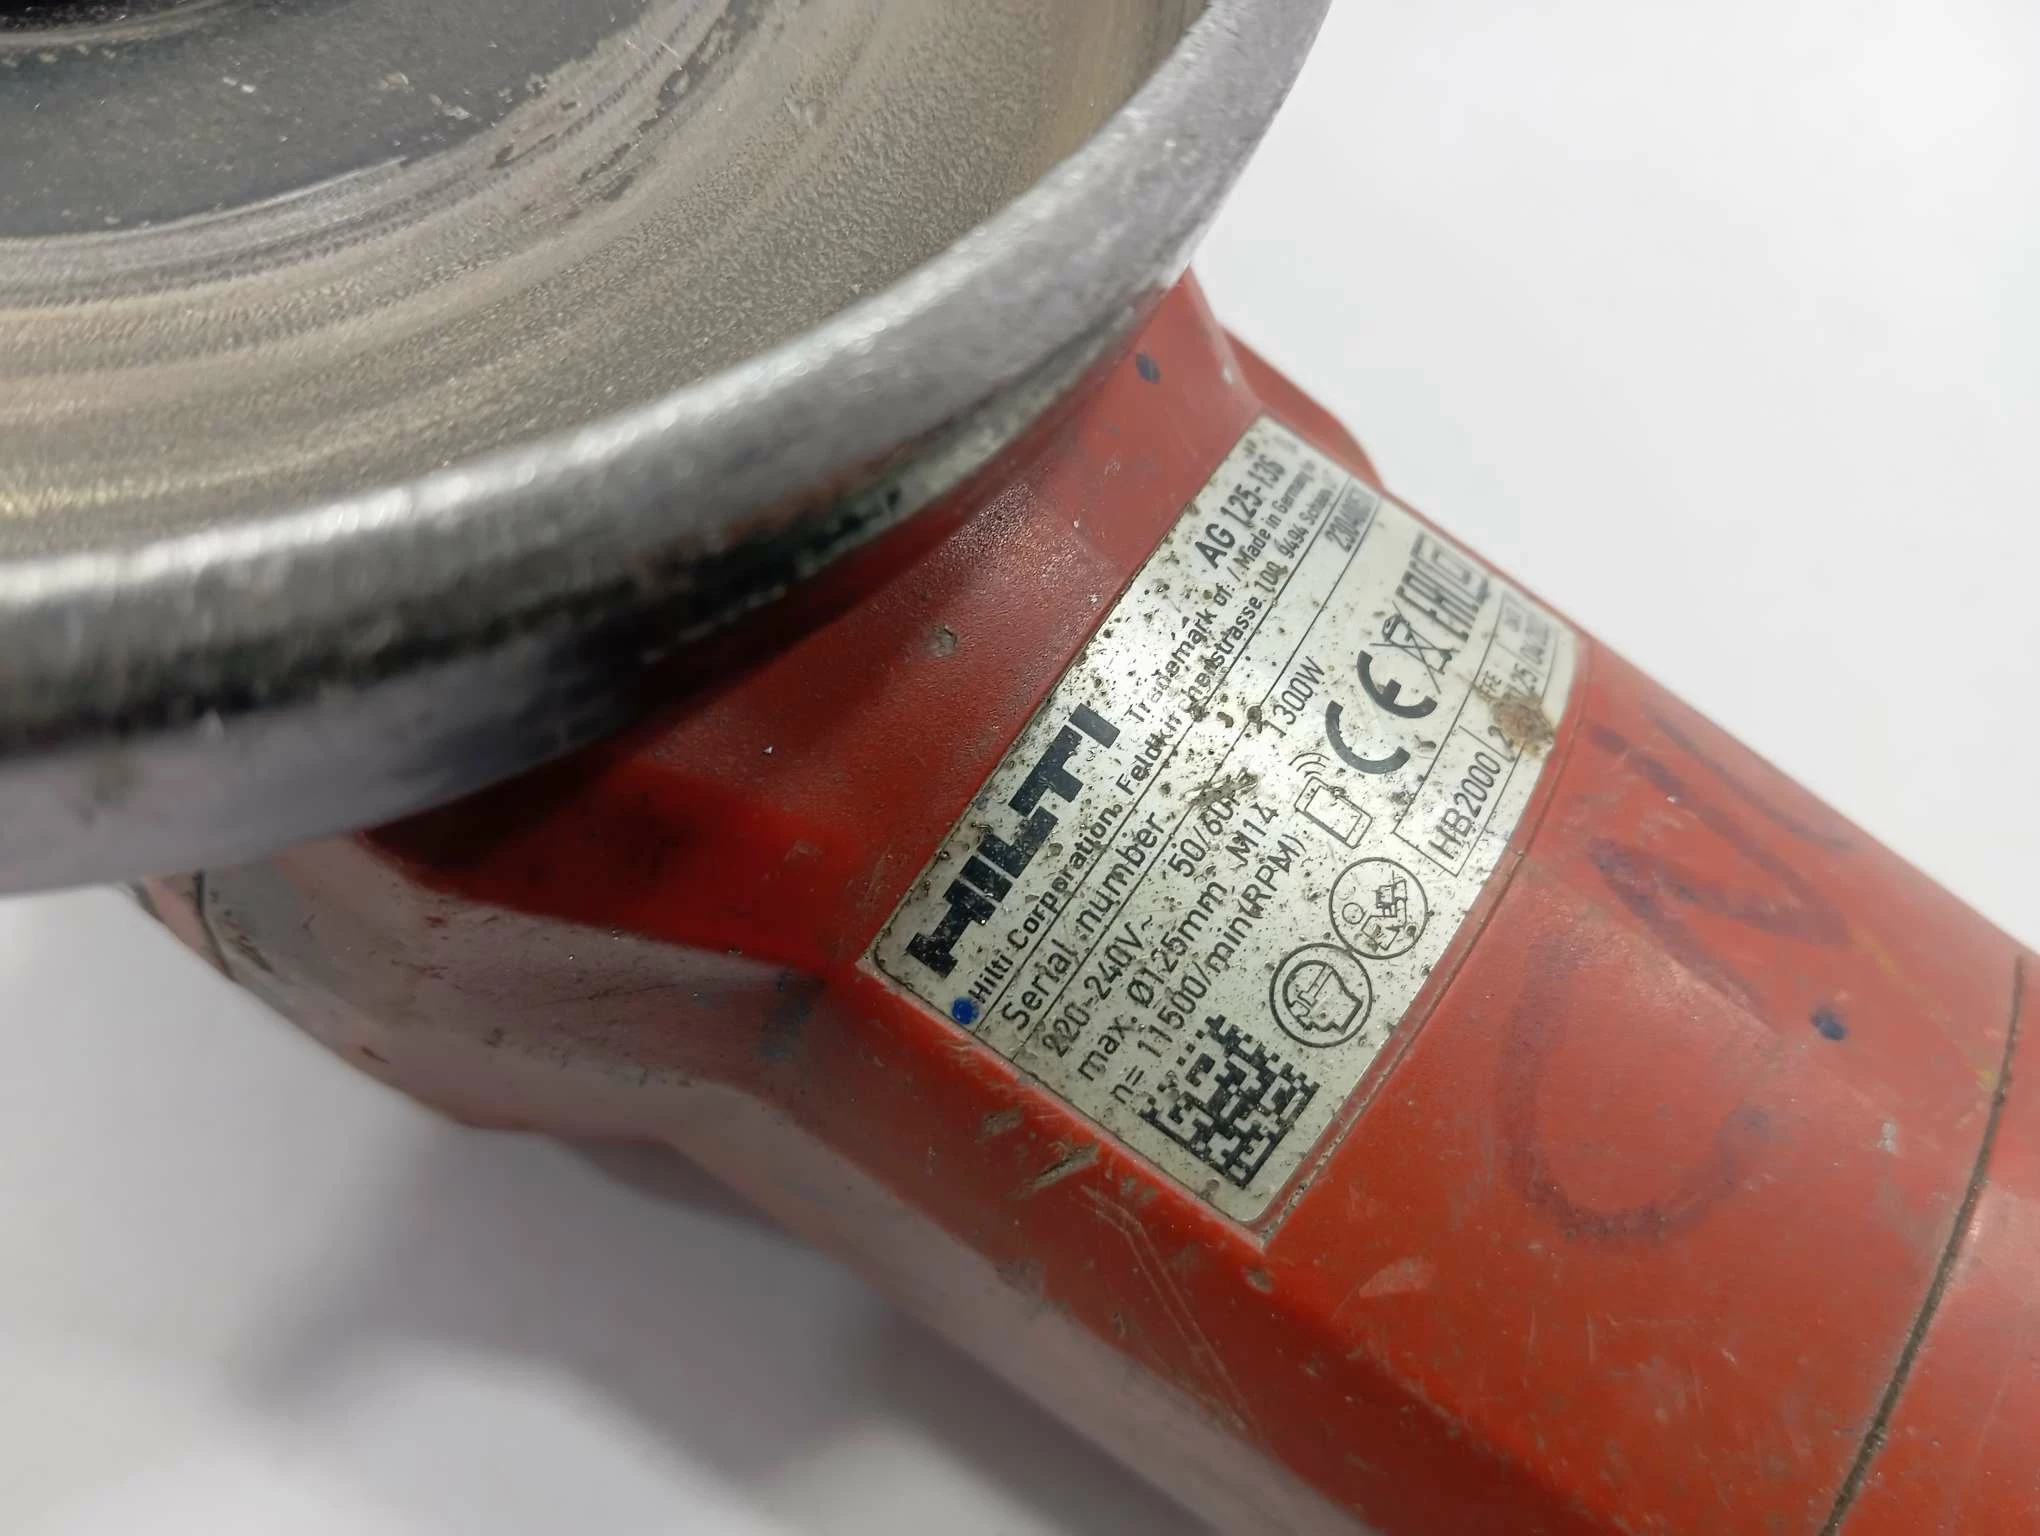 HILTI
AG 125-13S
Hilti Corporation, Trademark of: / Made in Germany
Feldkircherstrasse 100, 9494 Schaan
Serial number
220-240V~ 50/60Hz 1300W
max. Ø125mm M14
n= 11500/min(RPM)
CE
EAC
HB2000